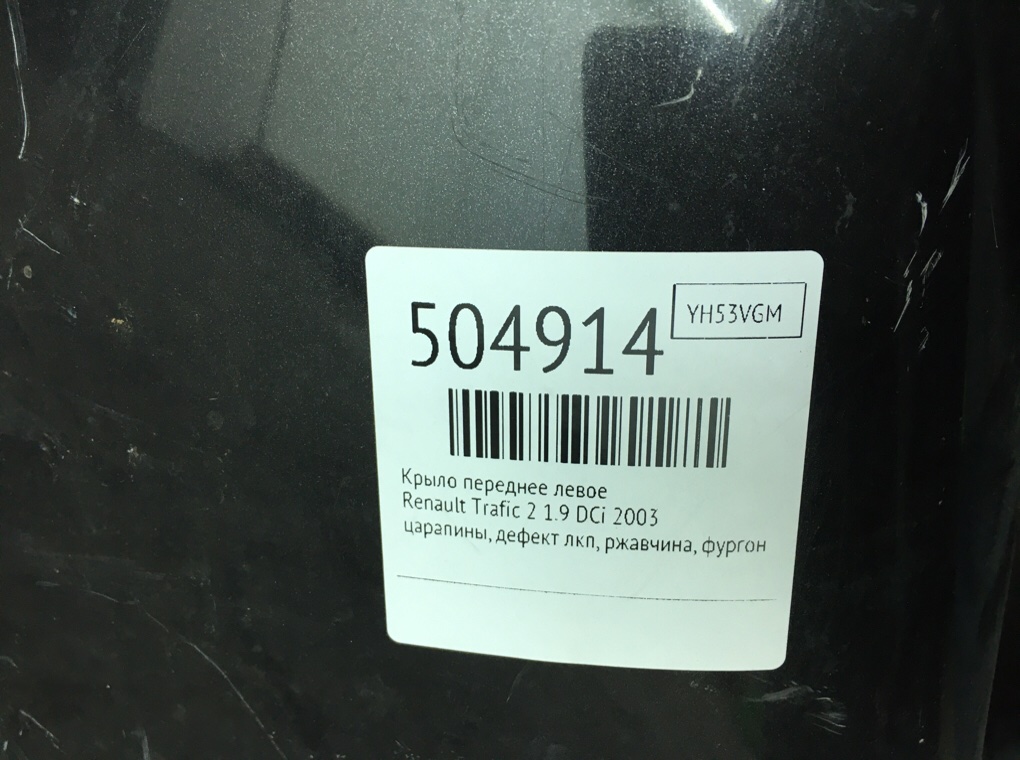 504914
YH53VGM
Крыло переднее левое
Renault Trafic 2 1.9 DCi 2003
царапины, дефект лкп, ржавчина, фургон